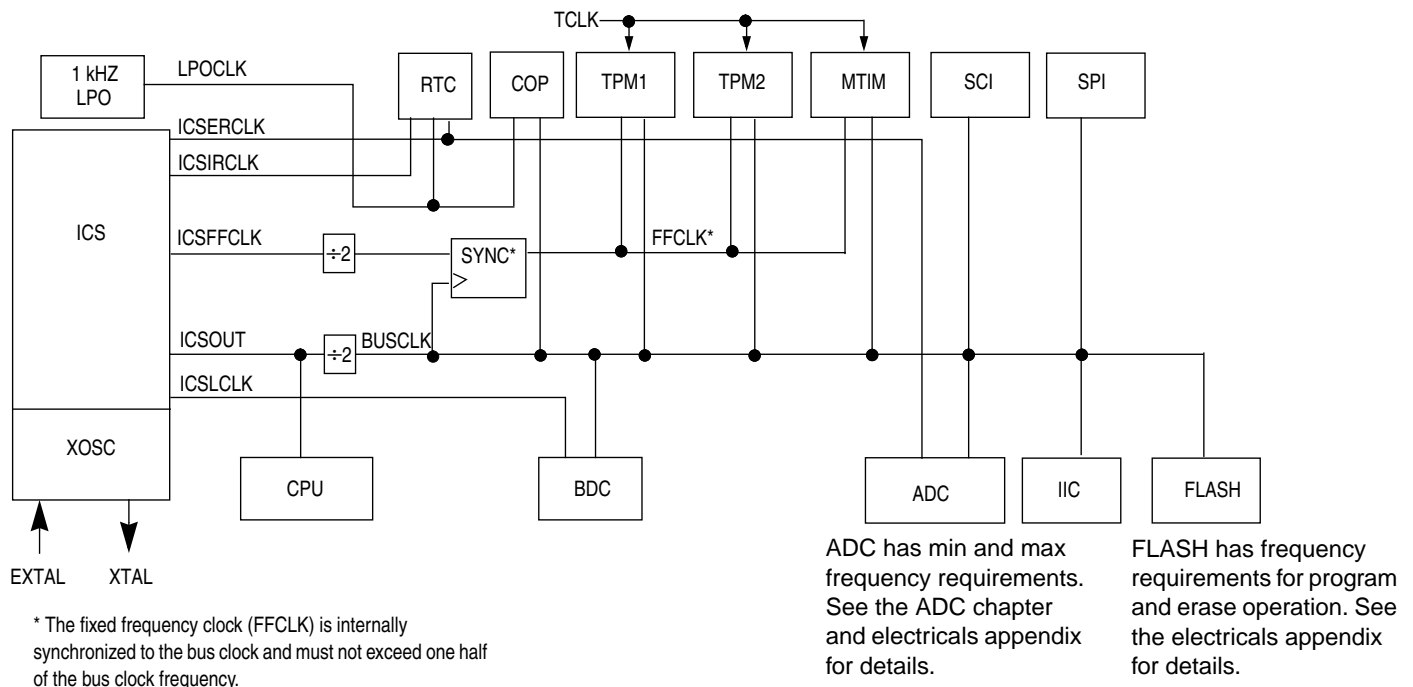 TCLK
1 kHZ
LPO
LPOCLK
RTC
COP
TPM1
TPM2
MTIM
SCI
SPI
ICSERCLK
ICSIRCLK
ICS
ICSFFCLK
÷2
SYNC*
FFCLK*
ICSOUT
÷2
BUSCLK
ICSLCLK
XOSC
CPU
BDC
ADC
IIC
FLASH
EXTAL
XTAL
ADC has min and max
frequency requirements.
See the ADC chapter
and electricals appendix
for details.
FLASH has frequency
requirements for program
and erase operation. See
the electricals appendix
for details.
* The fixed frequency clock (FFCLK) is internally
synchronized to the bus clock and must not exceed one half
of the bus clock frequency.